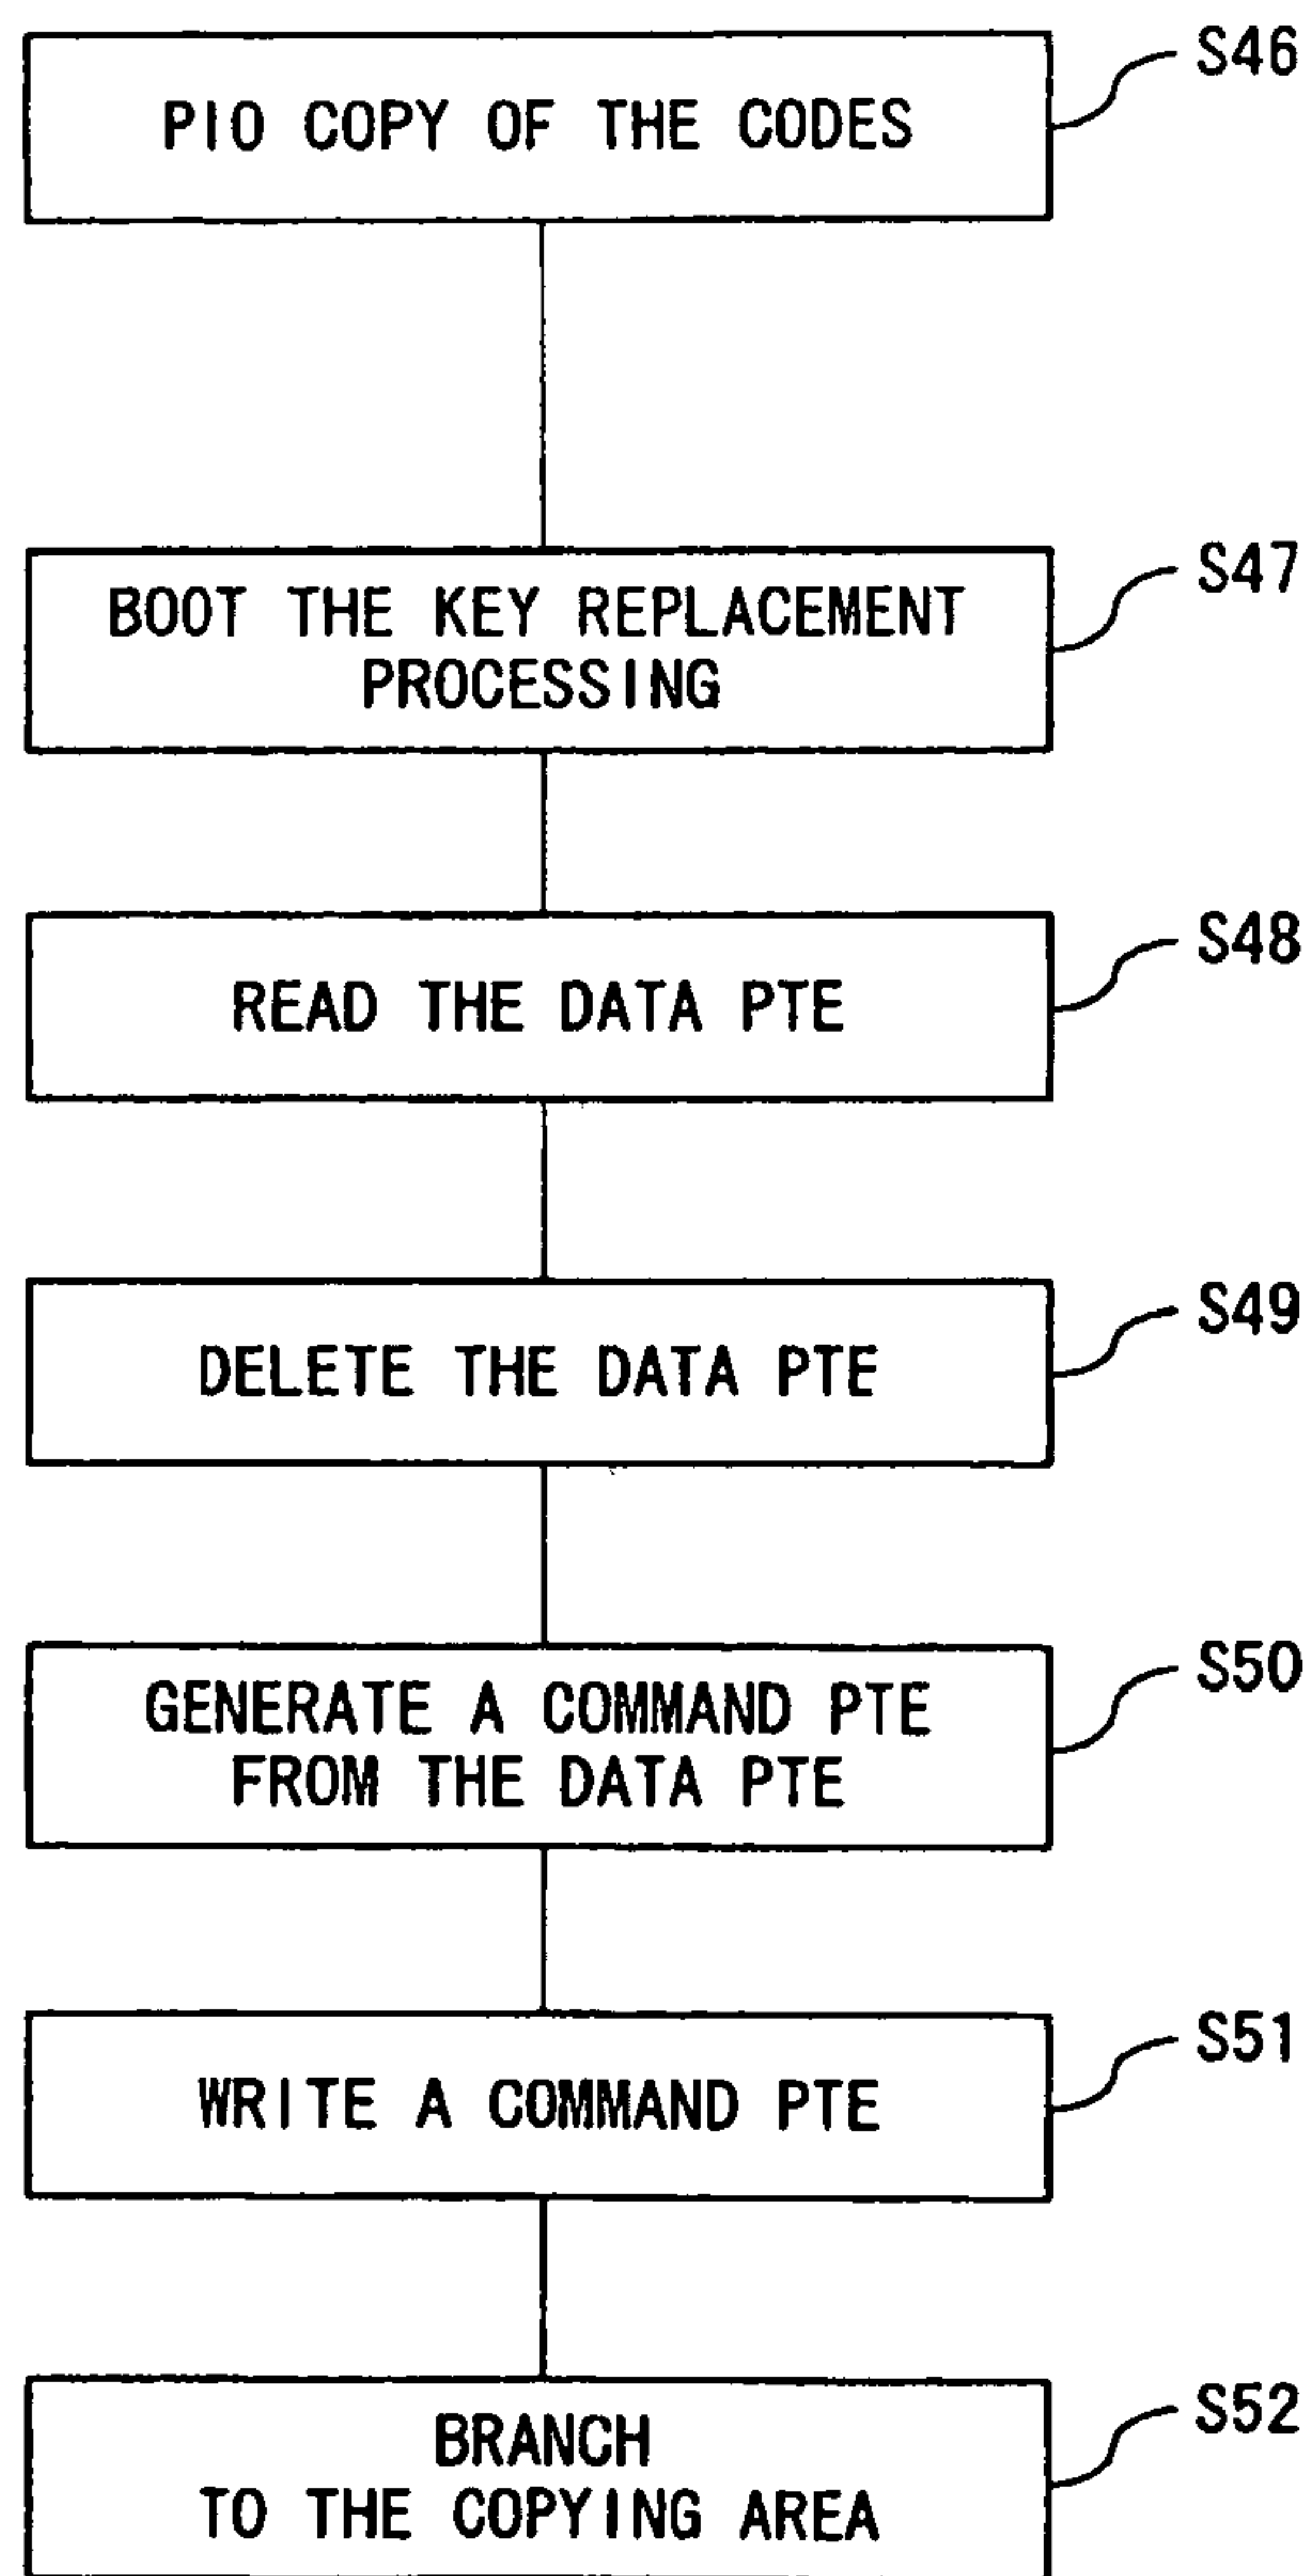 S46
PIO COPY OF THE CODES
S47
BOOT THE KEY REPLACEMENT
PROCESSING
S48
READ THE DATA PTE
S49
DELETE THE DATA PTE
S50
GENERATE A COMMAND PTE
FROM THE DATA PTE
S51
WRITE A COMMAND PTE
S52
BRANCH
TO THE COPYING AREA